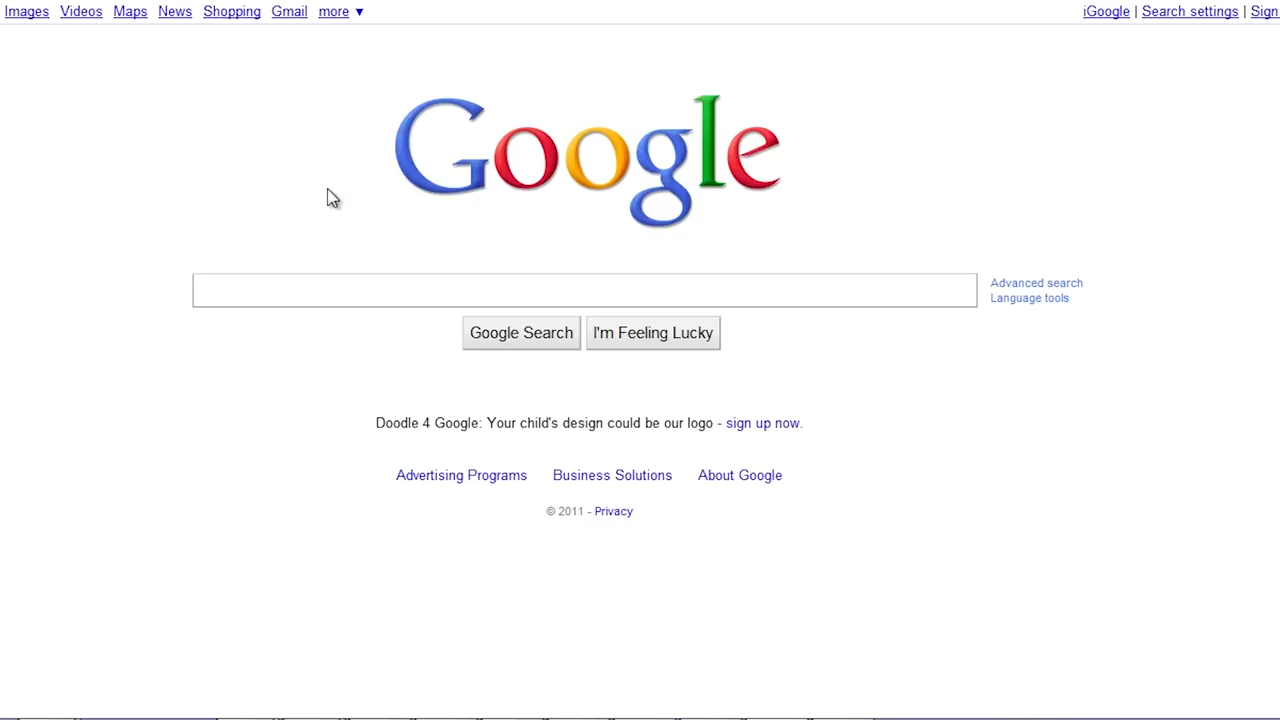 Images Videos Maps News Shopping Gmail more ▼ iGoogle | Search settings | Sign
Google
Advanced search
Language tools
Google Search I'm Feeling Lucky
Doodle 4 Google: Your child's design could be our logo - sign up now.
Advertising Programs Business Solutions About Google
© 2011 - Privacy